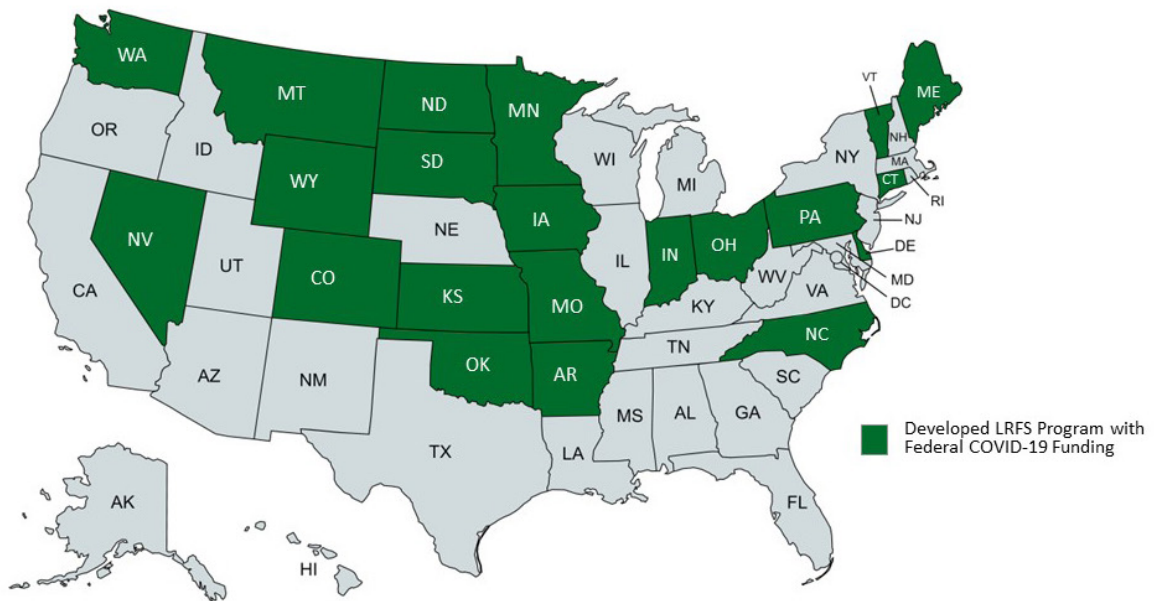 WA
MT
ND
MN
VT
ME
OR
ID
WY
SD
WI
MI
NY
NH
MA
CT
RI
NV
UT
CO
NE
IA
IL
IN
OH
PA
NJ
DE
MD
DC
CA
KS
MO
KY
WV
VA
AZ
NM
OK
AR
TN
NC
SC
TX
LA
MS
AL
GA
FL
AK
HI
Developed LRFS Program with
Federal COVID-19 Funding